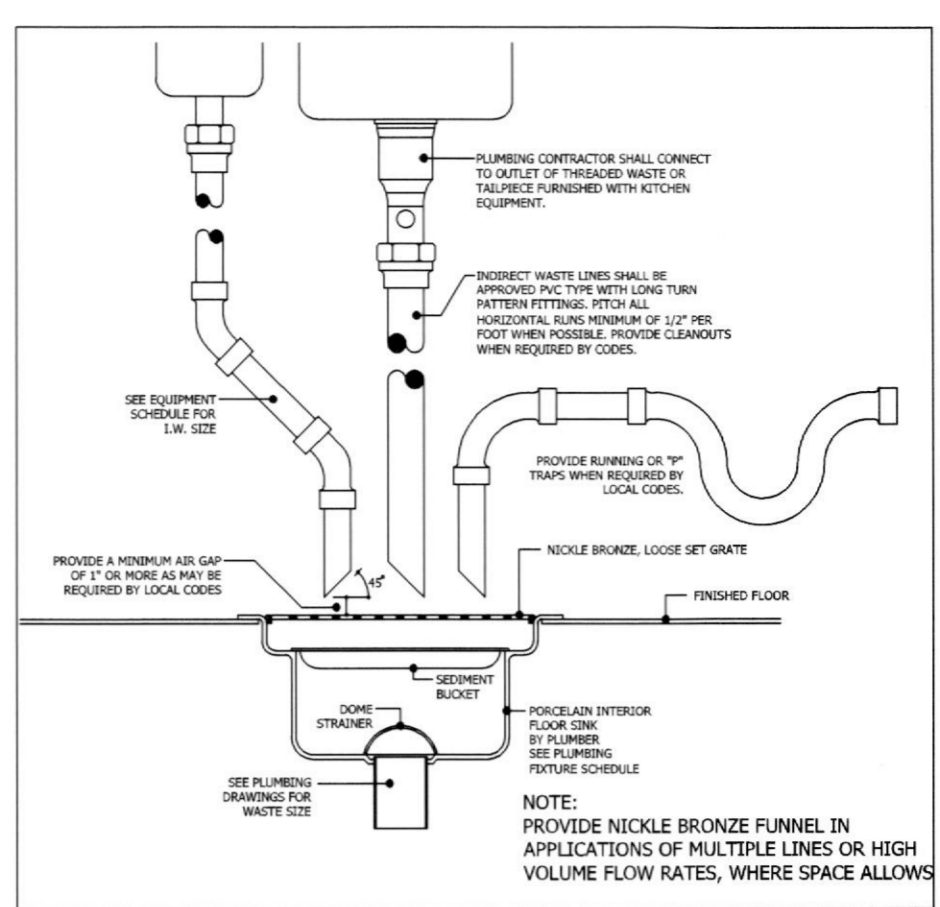 PLUMBING CONTRACTOR SHALL CONNECT
TO OUTLET OF THREADED WASTE OR
TAILPIECE FURNISHED WITH KITCHEN
EQUIPMENT.
INDIRECT WASTE LINES SHALL BE
APPROVED PVC TYPE WITH LONG TURN
PATTERN FITTINGS. PITCH ALL
HORIZONTAL RUNS MINIMUM OF 1/2" PER
FOOT WHEN POSSIBLE. PROVIDE CLEANOUTS
WHEN REQUIRED BY CODES.
SEE EQUIPMENT
SCHEDULE FOR
I.W. SIZE
PROVIDE RUNNING OR "P"
TRAPS WHEN REQUIRED BY
LOCAL CODES.
PROVIDE A MINIMUM AIR GAP
OF 1" OR MORE AS MAY BE
REQUIRED BY LOCAL CODES
45°
NICKLE BRONZE, LOOSE SET GRATE
FINISHED FLOOR
SEDIMENT
BUCKET
DOME
STRAINER
PORCELAIN INTERIOR
FLOOR SINK
BY PLUMBER
SEE PLUMBING
FIXTURE SCHEDULE
SEE PLUMBING
DRAWINGS FOR
WASTE SIZE
NOTE:
PROVIDE NICKLE BRONZE FUNNEL IN
APPLICATIONS OF MULTIPLE LINES OR HIGH
VOLUME FLOW RATES, WHERE SPACE ALLOWS